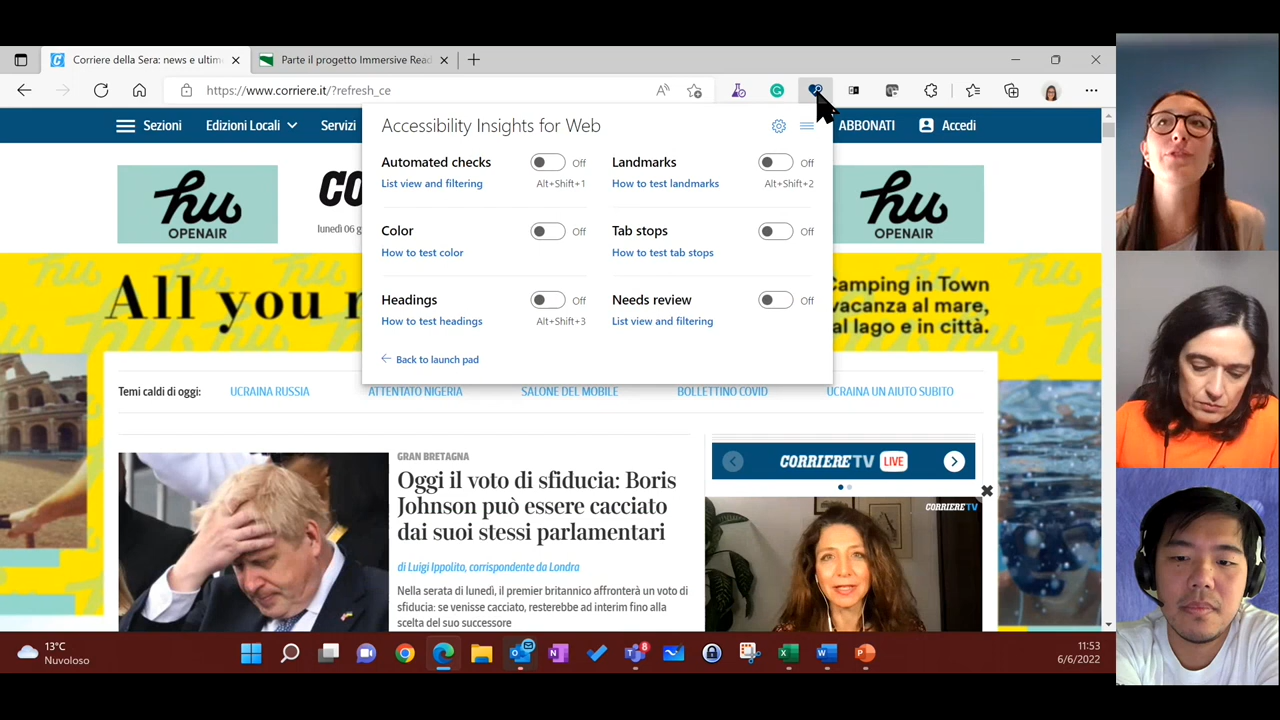 Corriere della Sera: news e ultim
Parte il progetto Immersive Read
https://www.corriere.it/?refresh_ce
Sezioni
Edizioni Locali
Servizi
ABBONATI
Accedi
Accessibility Insights for Web
Automated checks
Off
List view and filtering
Alt+Shift+1
Landmarks
Off
How to test landmarks
Alt+Shift+2
Color
Off
How to test color
Tab stops
Off
How to test tab stops
Headings
Off
How to test headings
Alt+Shift+3
Needs review
Off
List view and filtering
Back to launch pad
hu
OPENAIR
CO
lunedì 06 g
hu
OPENAIR
All you
Camping in Town
vacanza al mare,
al lago e in città.
Temi caldi di oggi:
UCRAINA RUSSIA
ATTENTATO NIGERIA
SALONE DEL MOBILE
BOLLETTINO COVID
UCRAINA UN AIUTO SUBITO
GRAN BRETAGNA
Oggi il voto di sfiducia: Boris
Johnson può essere cacciato
dai suoi stessi parlamentari
di Luigi Ippolito, corrispondente da Londra
Nella serata di lunedì, il premier britannico affronterà un voto di
sfiducia: se venisse cacciato, resterebbe ad interim fino alla
scelta del suo successore
CORRIERETV LIVE
CORRIERETV
13°C
Nuvoloso
8
11:53
6/6/2022